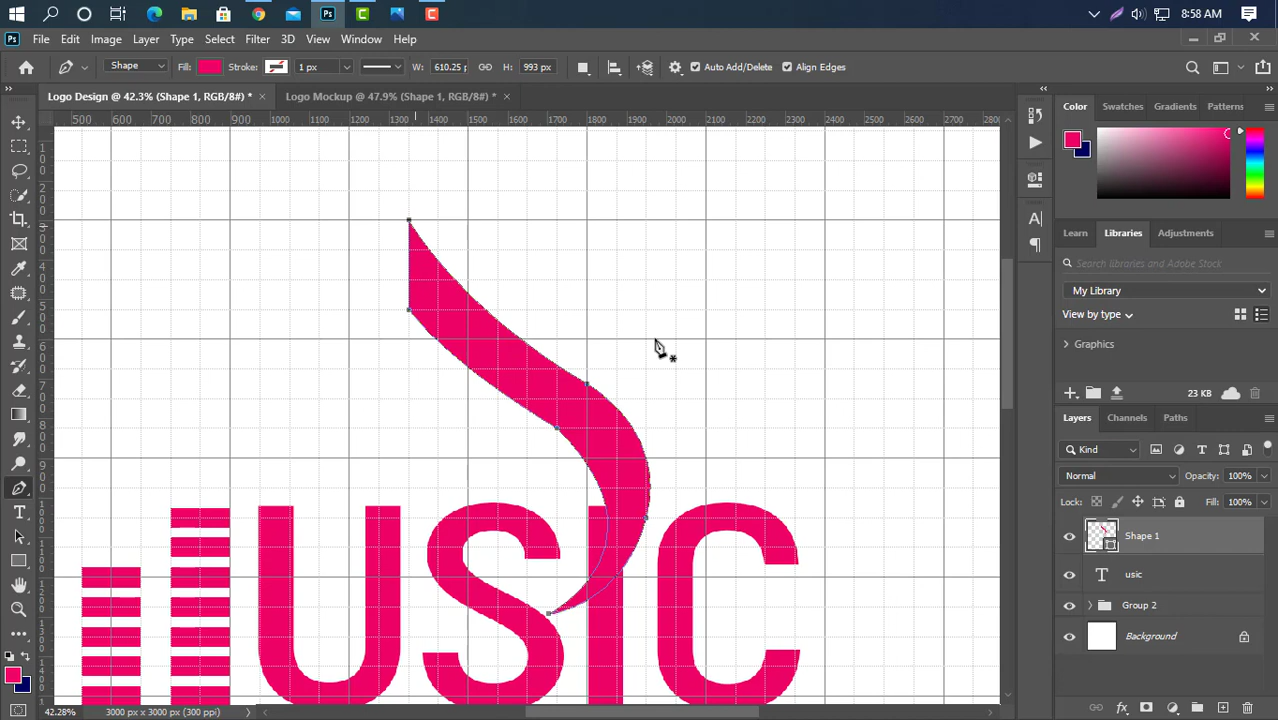 8:58 AM
File Edit Image Layer Type Select Filter 3D View Window Help
Shape Fill: Stroke: 1 px W: 610.25 p: H: 993 px Auto Add/Delete Align Edges
Logo Design @ 42.3% (Shape 1, RGB/8#) * Logo Mockup @ 47.9% (Shape 1, RGB/8#) *
500 600 700 800 900 1000 1100 1200 1300 1400 1500 1600 1700 1800 1900 2000 2100 2200 2300 2400 2500 2600 2700 2800
USIC
42.28% 3000 px x 3000 px (300 ppi)
Color Swatches Gradients Patterns
Learn Libraries Adjustments
Search libraries and Adobe Stock
My Library
View by type
Graphics
23 KB
Layers Channels Paths
Kind
Normal Opacity: 100%
Lock: Fill: 100%
Shape 1
usic
Group 2
Background